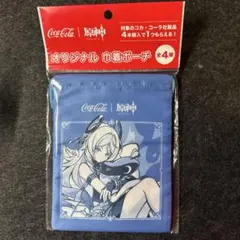 Coca-Cola 原神
対象のコカ・コーラ社製品
4本購入で1つもらえる!
オリジナル 巾着ポーチ 全4種
Coca-Cola 原神